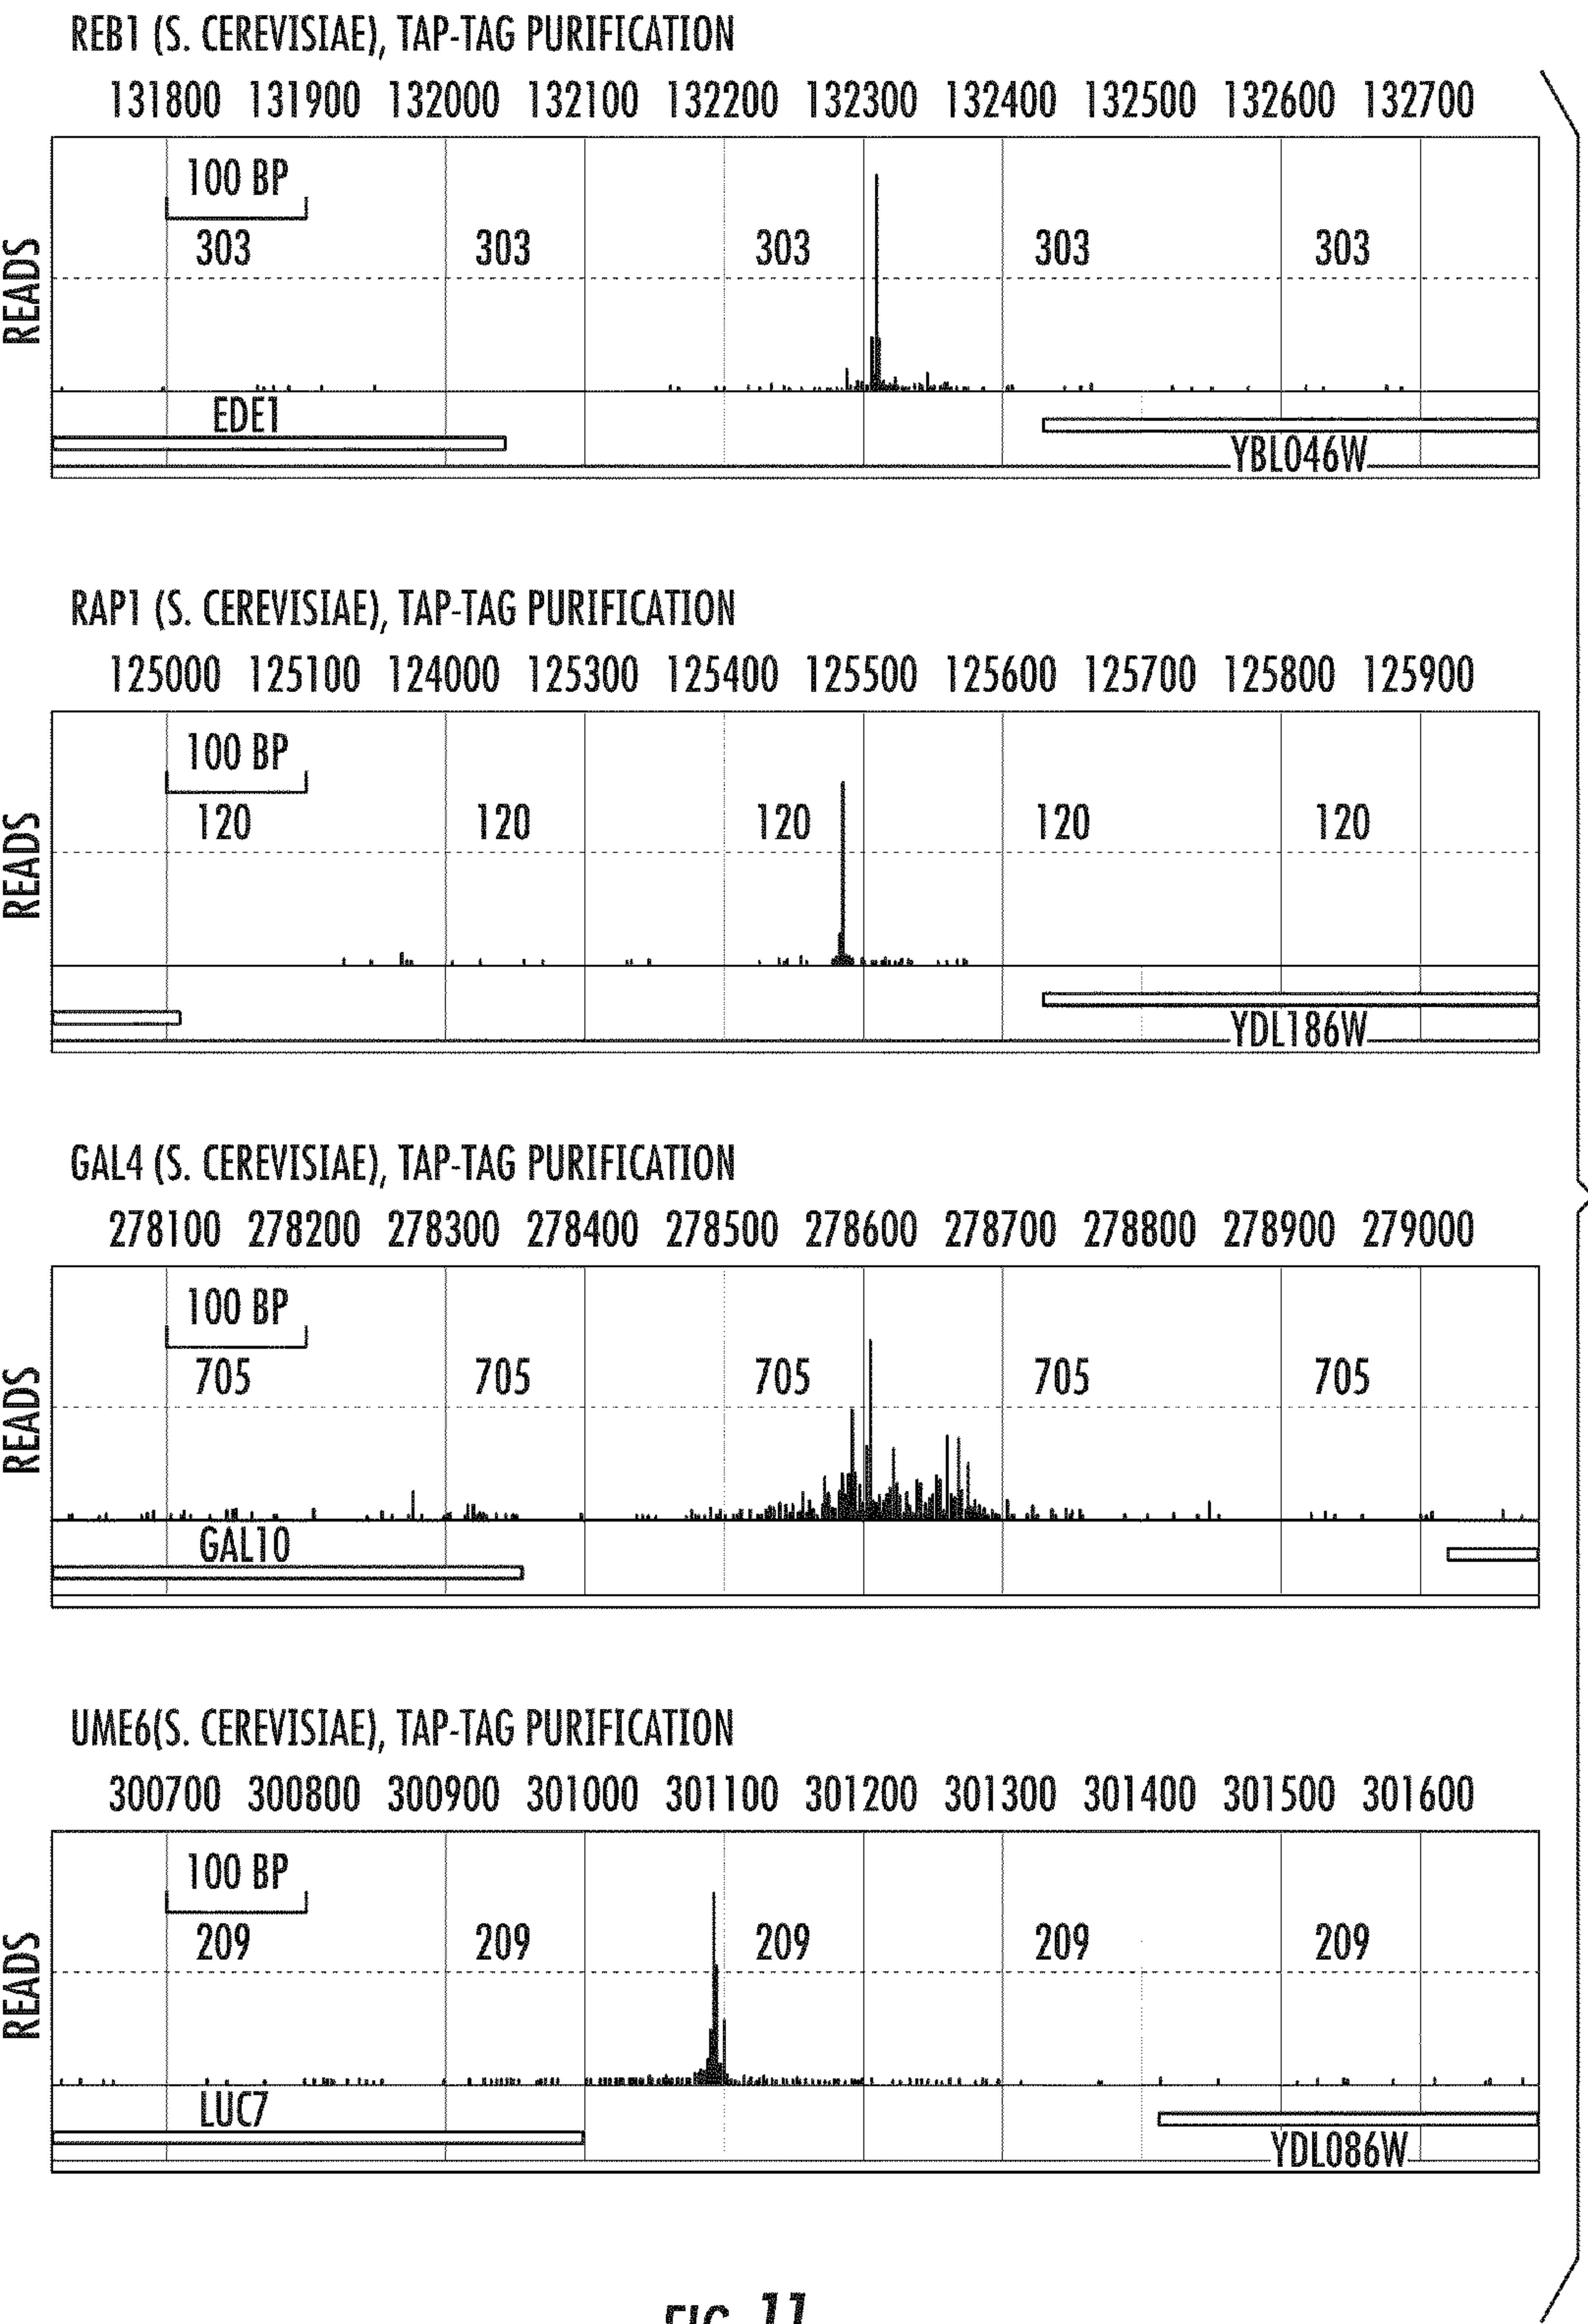 REB1 (S. CEREVISIAE), TAP-TAG PURIFICATION
131800 131900 132000 132100 132200 132300 132400 132500 132600 132700
100 BP
READS
303 303 303 303 303
EDE1
YBL046W
RAP1 (S. CEREVISIAE), TAP-TAG PURIFICATION
125000 125100 124000 125300 125400 125500 125600 125700 125800 125900
100 BP
READS
120 120 120 120 120
YDL186W
GAL4 (S. CEREVISIAE), TAP-TAG PURIFICATION
278100 278200 278300 278400 278500 278600 278700 278800 278900 279000
100 BP
READS
705 705 705 705 705
GAL10
UME6(S. CEREVISIAE), TAP-TAG PURIFICATION
300700 300800 300900 301000 301100 301200 301300 301400 301500 301600
100 BP
READS
209 209 209 209 209
LUC7
YDL086W
FIG. 11